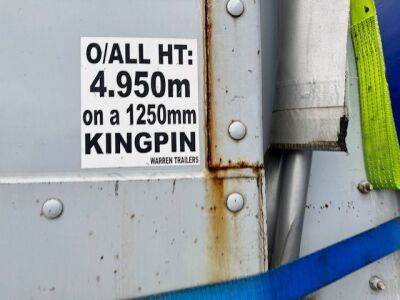 O/ALL HT:
4.950m
on a 1250mm
KINGPIN
WARREN TRAILERS